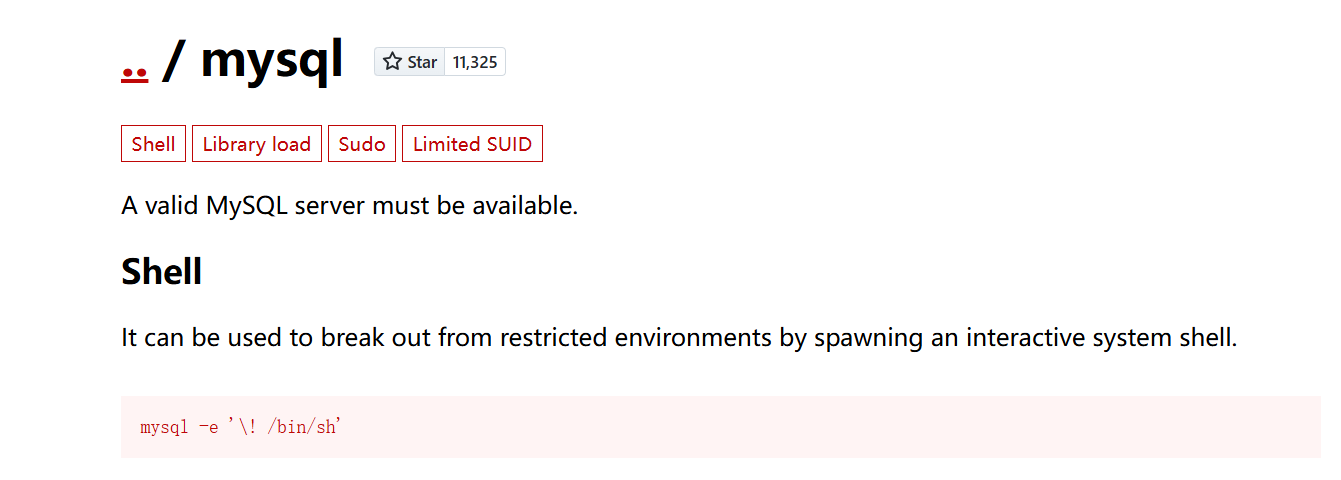 .. / mysql Star 11,325
Shell Library load Sudo Limited SUID
A valid MySQL server must be available.
Shell
It can be used to break out from restricted environments by spawning an interactive system shell.
mysql -e '\! /bin/sh'